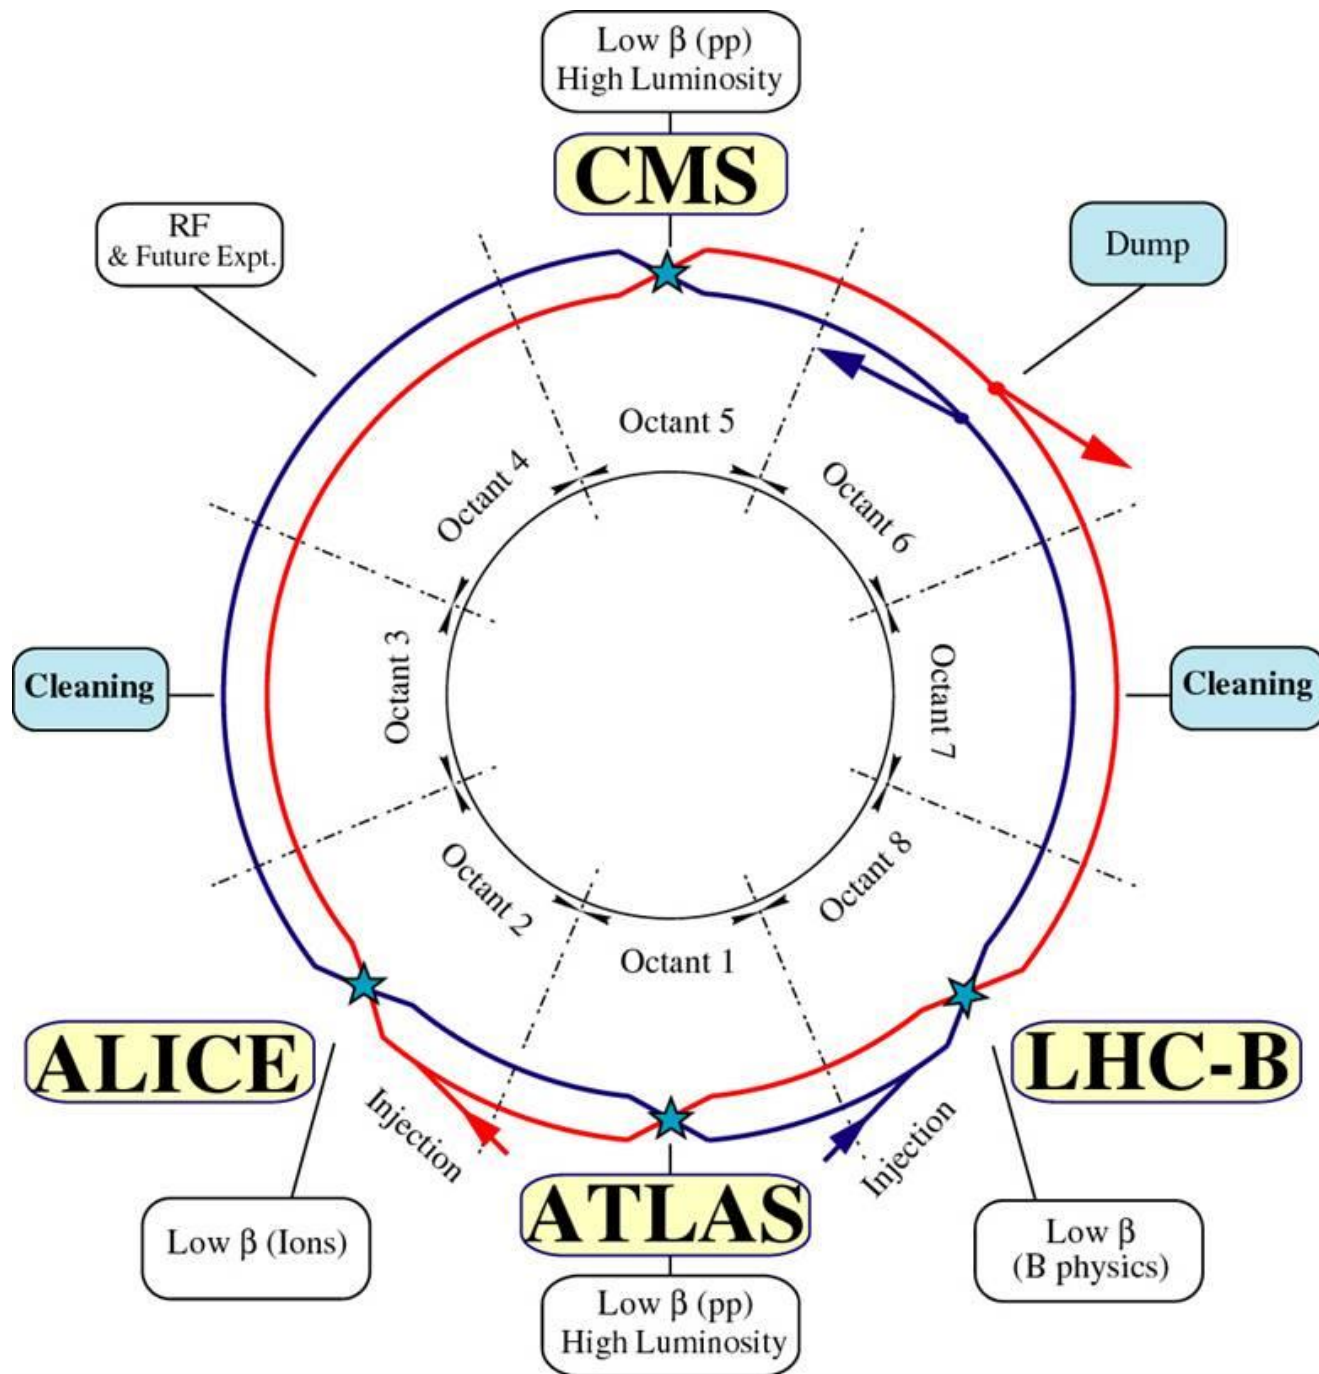 Low β (pp)
High Luminosity
CMS
RF
& Future Expt.
Dump
Octant 5
Octant 4
Octant 6
Cleaning
Octant 3
Octant 7
Cleaning
Octant 2
Octant 8
Octant 1
ALICE
LHC-B
Injection
Injection
ATLAS
Low β (Ions)
Low β
(B physics)
Low β (pp)
High Luminosity